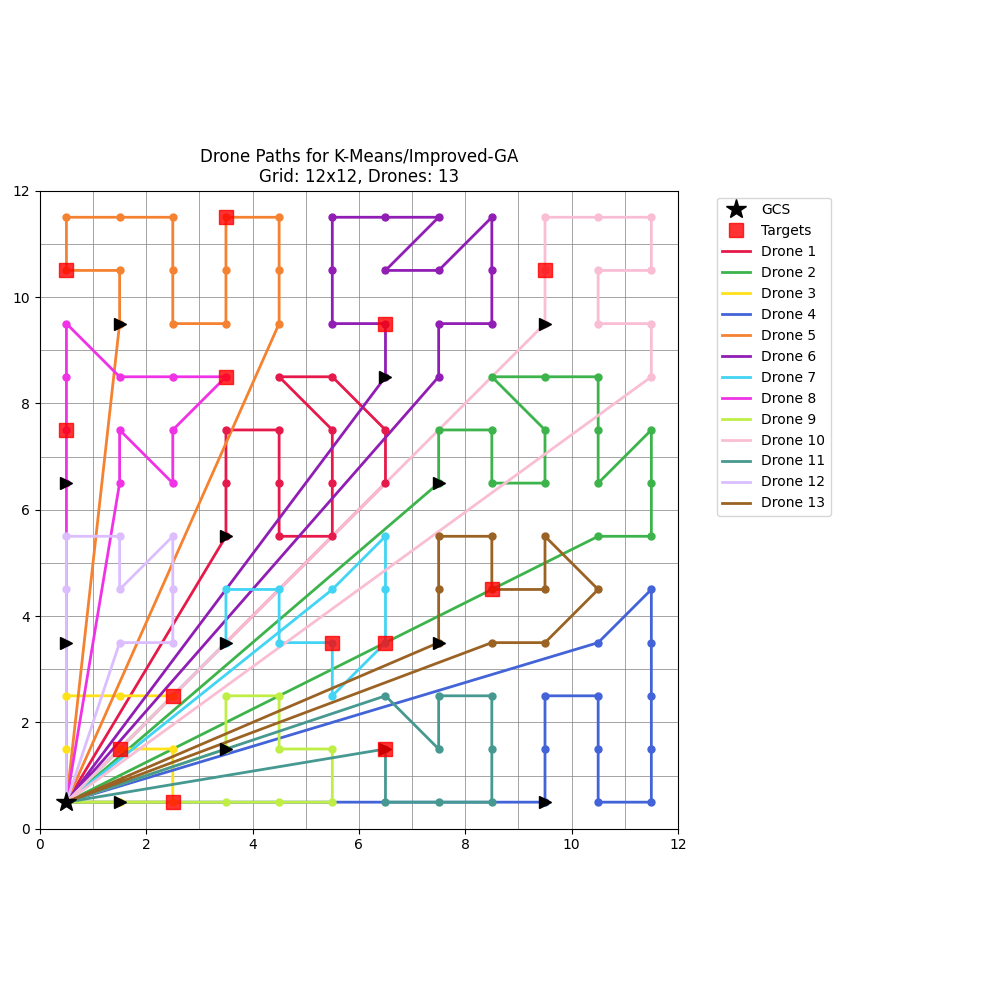 Drone Paths for K-Means/Improved-GA
Grid: 12x12, Drones: 13
12
10
8
6
4
2
0
0 2 4 6 8 10 12
GCS
Targets
Drone 1
Drone 2
Drone 3
Drone 4
Drone 5
Drone 6
Drone 7
Drone 8
Drone 9
Drone 10
Drone 11
Drone 12
Drone 13